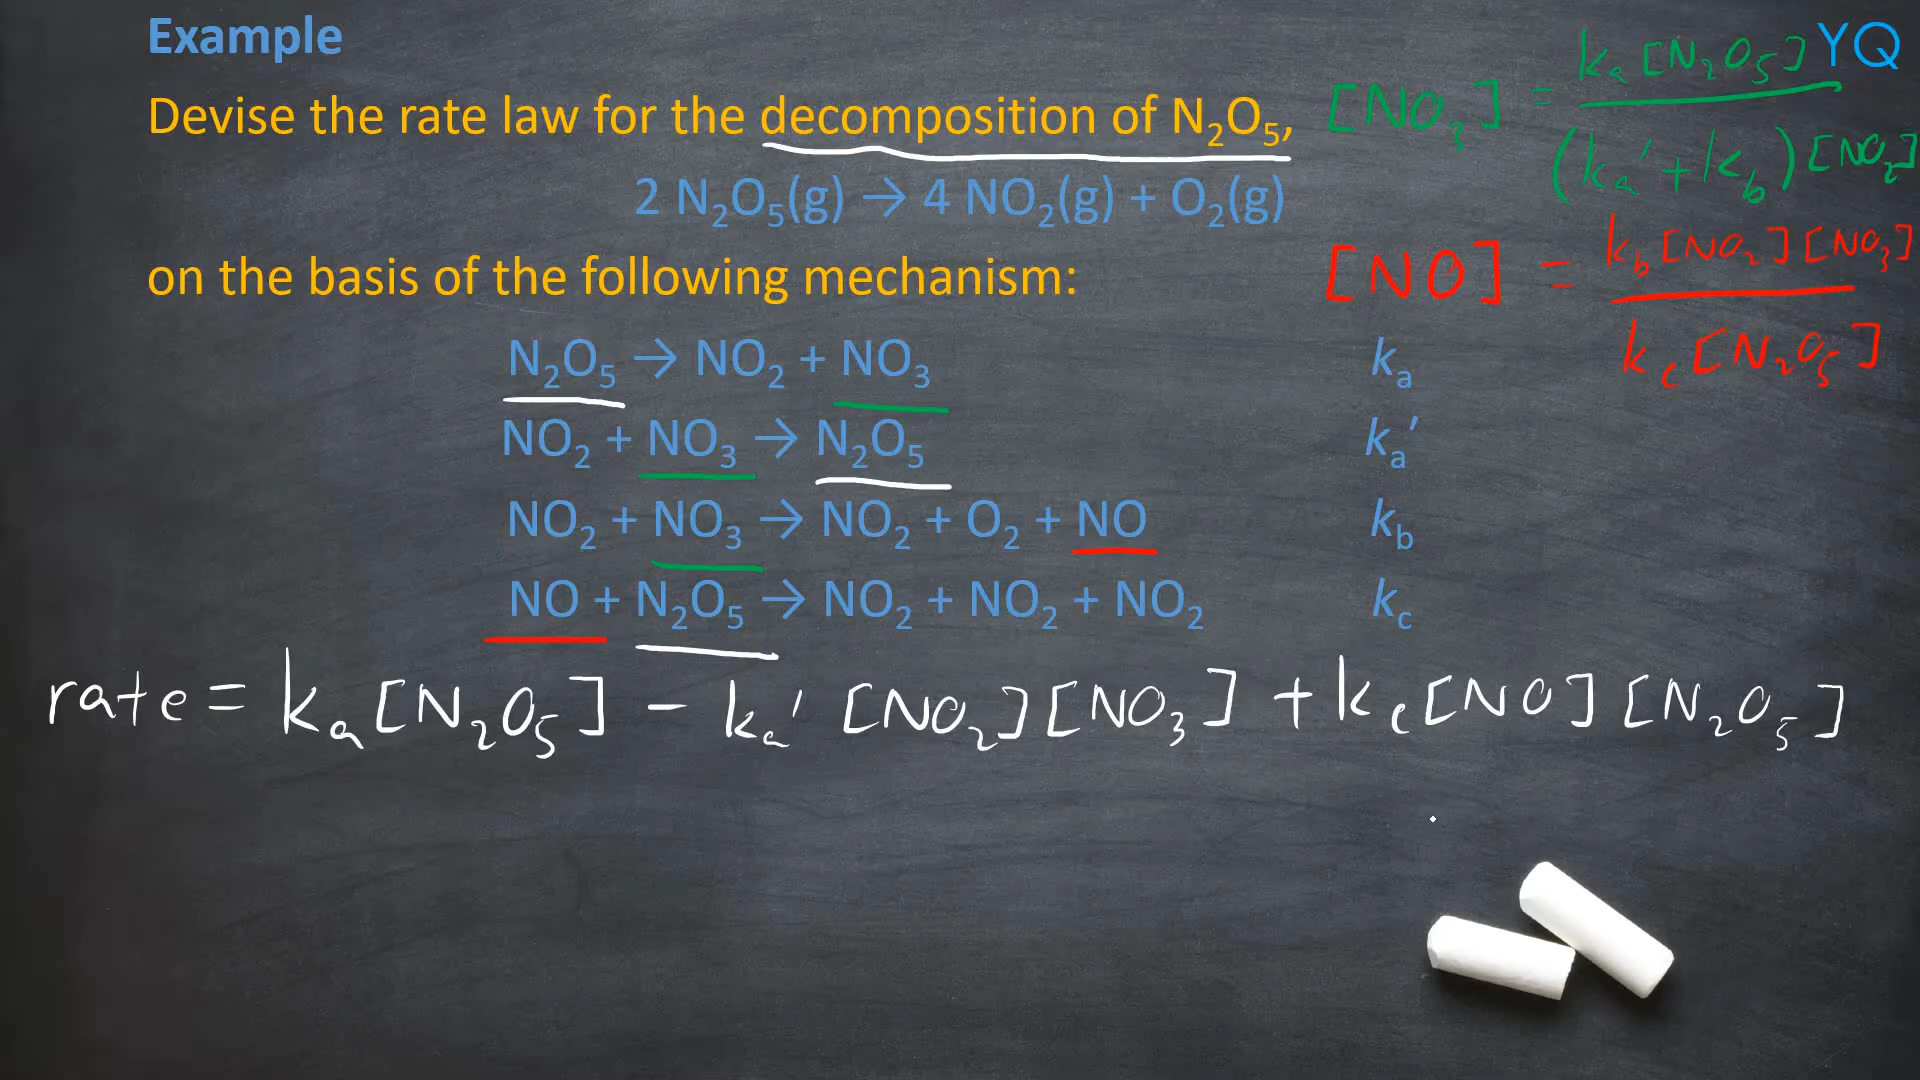 Example
YQ
Devise the rate law for the decomposition of N₂O₅,
2 N₂O₅(g) → 4 NO₂(g) + O₂(g)
on the basis of the following mechanism:
[NO₃] = kₐ[N₂O₅] / (kₐ' + k_b)[NO₂]
[NO] = k_b[NO₂][NO₃] / k_c[N₂O₅]
N₂O₅ → NO₂ + NO₃ kₐ
NO₂ + NO₃ → N₂O₅ kₐ′
NO₂ + NO₃ → NO₂ + O₂ + NO k_b
NO + N₂O₅ → NO₂ + NO₂ + NO₂ k_c
rate = kₐ[N₂O₅] − kₐ'[NO₂][NO₃] + k_c[NO][N₂O₅]